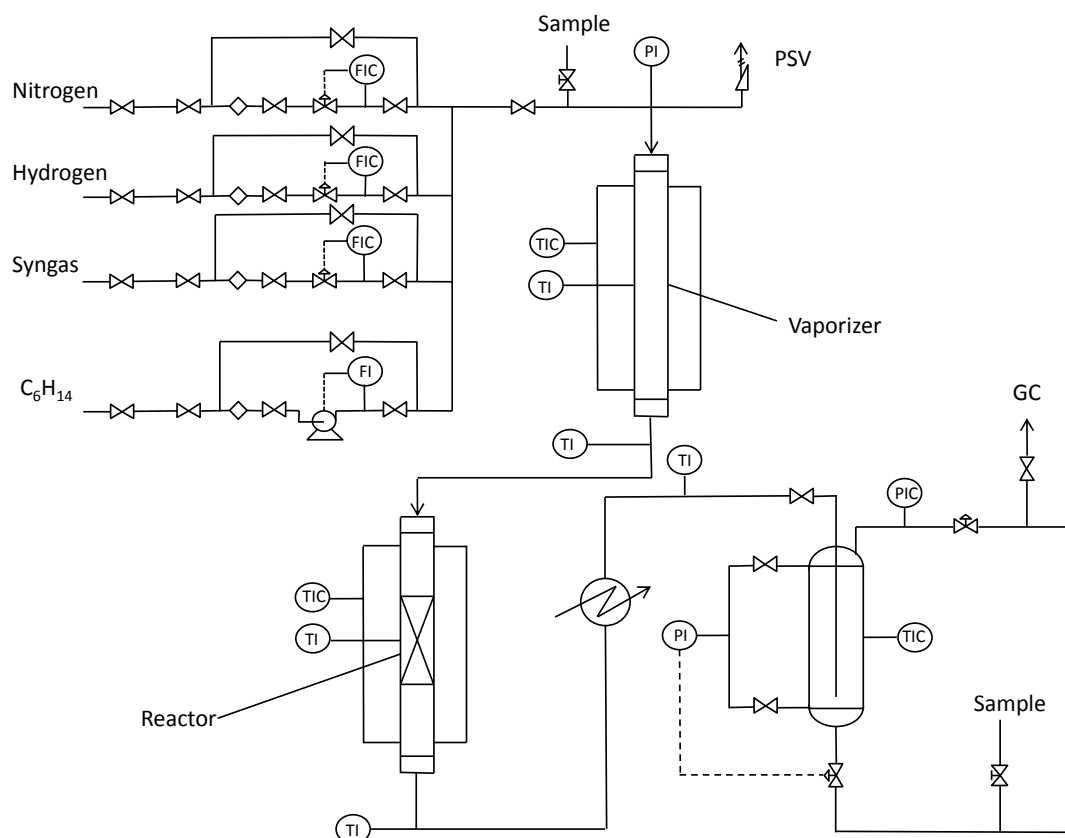 Sample
PI
PSV
FIC
Nitrogen
FIC
Hydrogen
FIC
Syngas
TIC
TI
Vaporizer
FI
C₆H₁₄
GC
TI
TI
PIC
TIC
TI
PI
TIC
Reactor
Sample
TI